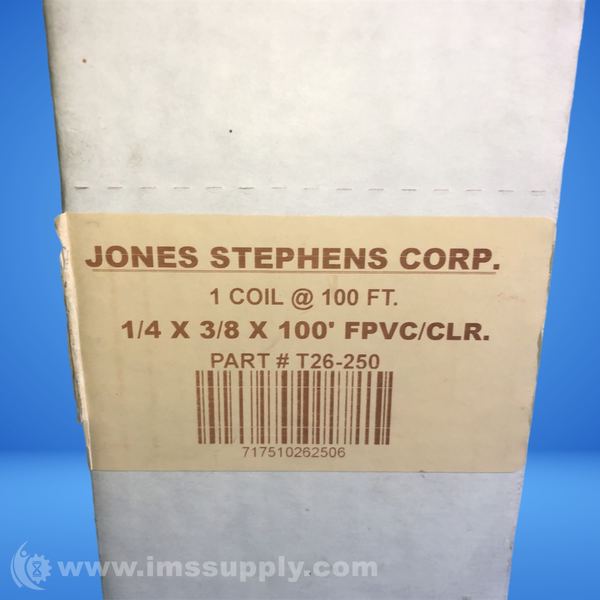 JONES STEPHENS CORP.
1 COIL @ 100 FT.
1/4 X 3/8 X 100' FPVC/CLR.
PART # T26-250
717510262506
www.imssupply.com